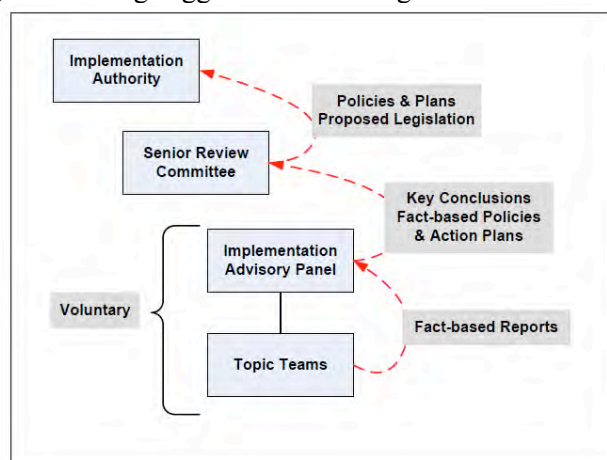 Implementation
Authority
Policies & Plans
Proposed Legislation
Senior Review
Committee
Key Conclusions
Fact-based Policies
& Action Plans
Implementation
Advisory Panel
Voluntary
Fact-based Reports
Topic Teams